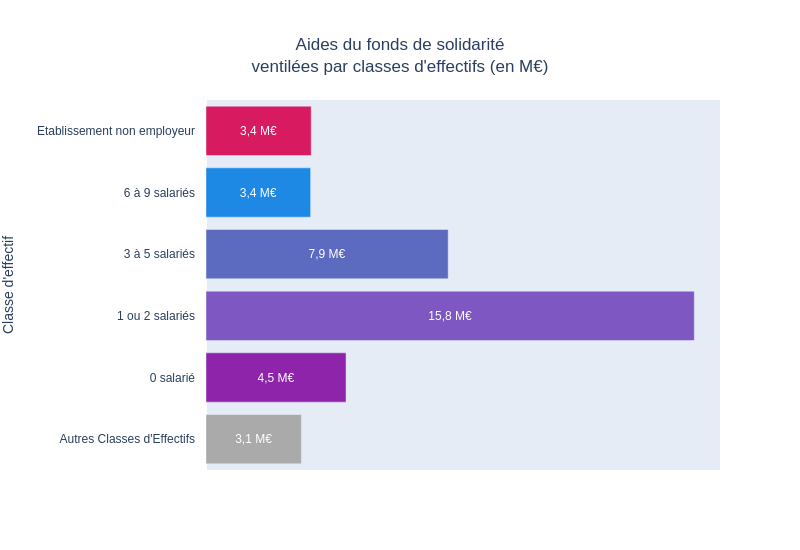 Aides du fonds de solidarité
ventilées par classes d'effectifs (en M€)
Classe d'effectif
Etablissement non employeur
3,4 M€
6 à 9 salariés
3,4 M€
3 à 5 salariés
7,9 M€
1 ou 2 salariés
15,8 M€
0 salarié
4,5 M€
Autres Classes d'Effectifs
3,1 M€